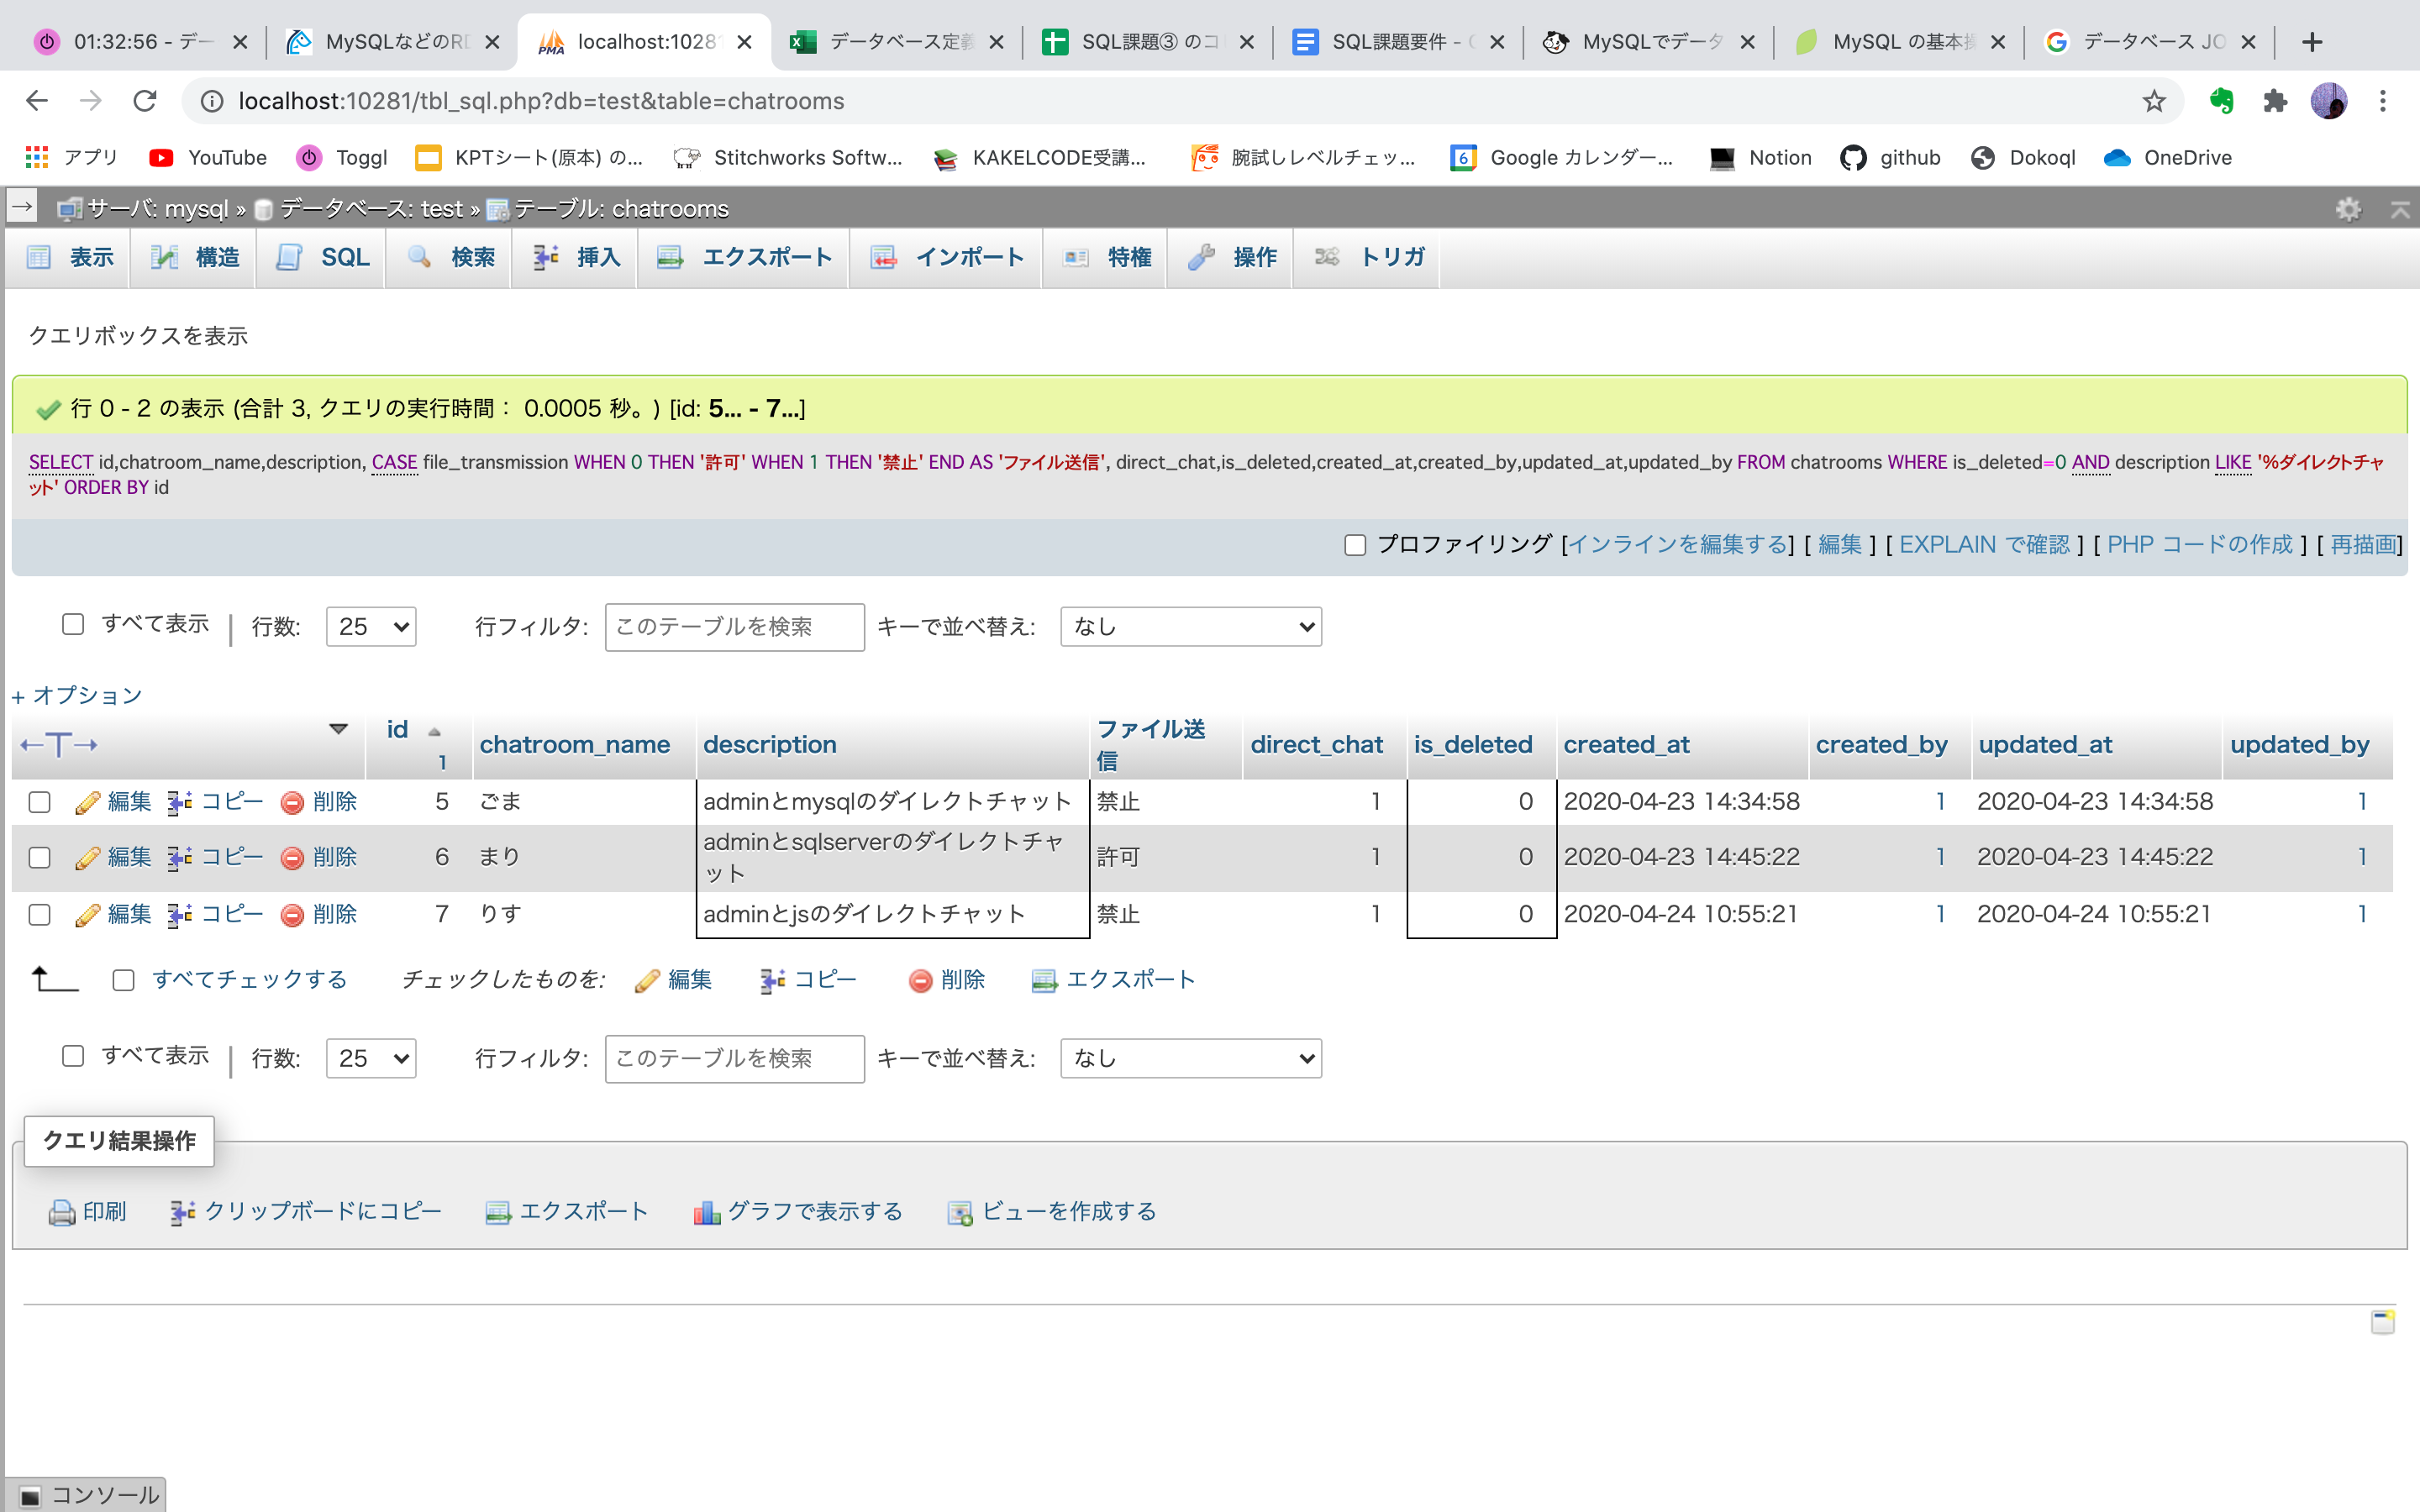 01:32:56 - デー
MySQLなどのRD
localhost:10281
データベース定義
SQL課題③ のコ
SQL課題要件 - G
MySQLでデータ
MySQL の基本操
データベース JO
localhost:10281/tbl_sql.php?db=test&table=chatrooms
アプリ YouTube Toggl KPTシート(原本) の... Stitchworks Softw... KAKELCODE受講... 腕試しレベルチェッ... 6 Google カレンダー... Notion github Dokoql OneDrive
サーバ: mysql » データベース: test » テーブル: chatrooms
表示 構造 SQL 検索 挿入 エクスポート インポート 特権 操作 トリガ
クエリボックスを表示
行 0 - 2 の表示 (合計 3, クエリの実行時間： 0.0005 秒。) [id: 5... - 7...]
SELECT id,chatroom_name,description, CASE file_transmission WHEN 0 THEN '許可' WHEN 1 THEN '禁止' END AS 'ファイル送信', direct_chat,is_deleted,created_at,created_by,updated_at,updated_by FROM chatrooms WHERE is_deleted=0 AND description LIKE '%ダイレクトチャ
ット' ORDER BY id
プロファイリング [インラインを編集する] [ 編集 ] [ EXPLAIN で確認 ] [ PHP コードの作成 ] [ 再描画]
すべて表示 | 行数: 25 行フィルタ: このテーブルを検索 キーで並べ替え: なし
+ オプション
←T→ id 1 chatroom_name description ファイル送信 direct_chat is_deleted created_at created_by updated_at updated_by
編集 コピー 削除 5 ごま adminとmysqlのダイレクトチャット 禁止 1 0 2020-04-23 14:34:58 1 2020-04-23 14:34:58 1
編集 コピー 削除 6 まり adminとsqlserverのダイレクトチャット 許可 1 0 2020-04-23 14:45:22 1 2020-04-23 14:45:22 1
編集 コピー 削除 7 りす adminとjsのダイレクトチャット 禁止 1 0 2020-04-24 10:55:21 1 2020-04-24 10:55:21 1
すべてチェックする チェックしたものを: 編集 コピー 削除 エクスポート
すべて表示 | 行数: 25 行フィルタ: このテーブルを検索 キーで並べ替え: なし
クエリ結果操作
印刷 クリップボードにコピー エクスポート グラフで表示する ビューを作成する
コンソール